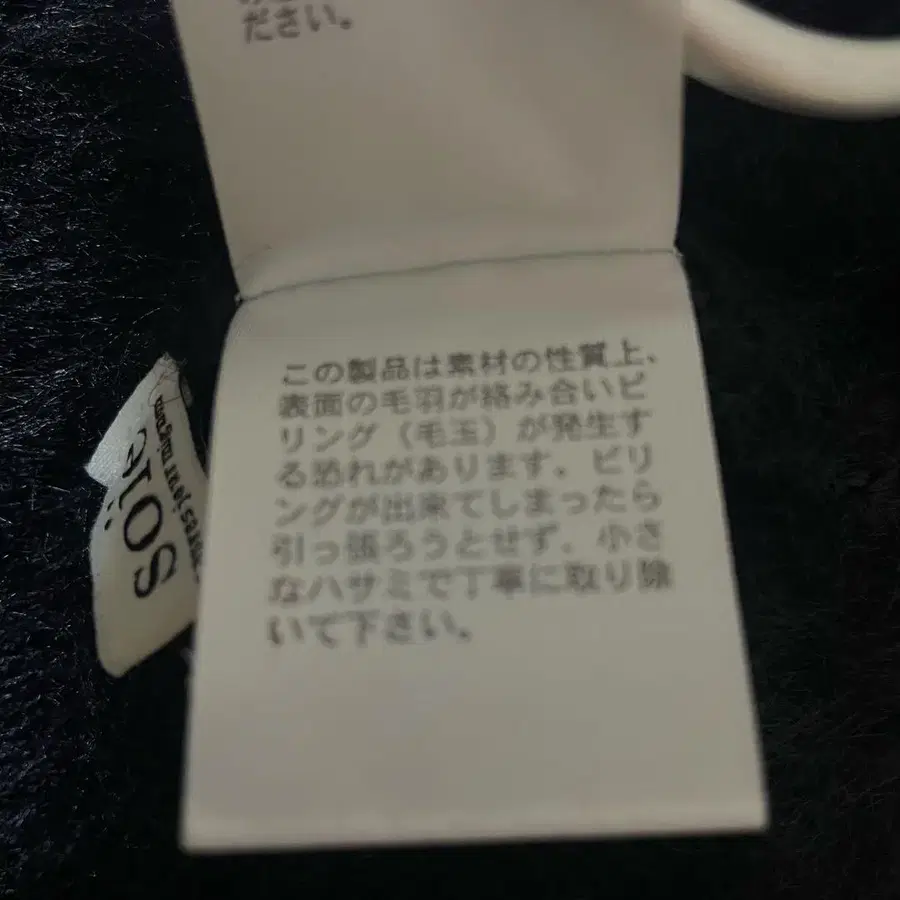 ださい。
この製品は素材の性質上、
表面の毛羽が絡み合いピ
リング（毛玉）が発生す
る恐れがあります。ピリ
ングが出来てしまったら
引っ張ろうとせず、小さ
なハサミで丁寧に取り除
いて下さい。